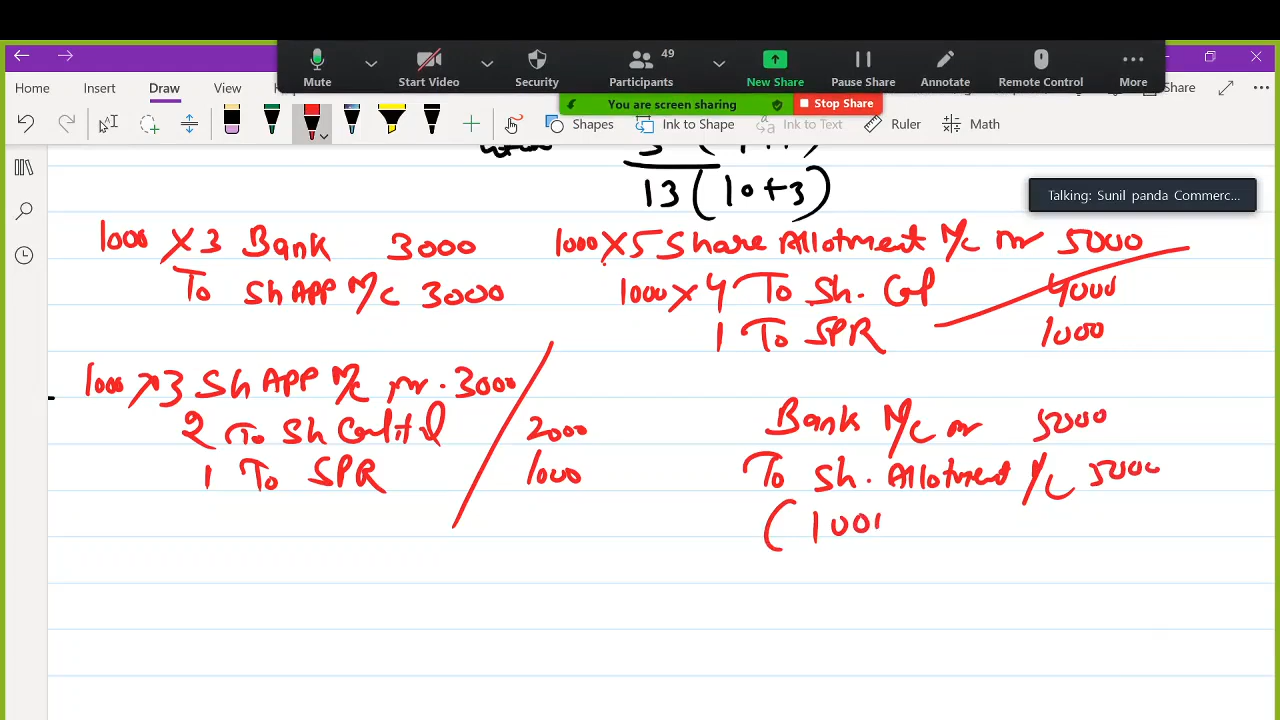 49
Mute
Start Video
Security
Participants
New Share
Pause Share
Annotate
Remote Control
More
You are screen sharing
Stop Share
Home
Insert
Draw
View
Share
Shapes
Ink to Shape
Ink to Text
Ruler
Math
Talking: Sunil panda Commerc...
13 (10+3)
1000 X 3 Bank 3000
To Sh APP A/C 3000
1000 X 3 Sh APP A/C Dr. 3000
2 To Sh Capital 2000
1 To SPR 1000
1000 X 5 Share Allotment A/C Dr 5000
1000 X 4 To Sh. Cap 4000
1 To SPR 1000
Bank A/C Dr 5000
To Sh. Allotment A/C 5000
(100